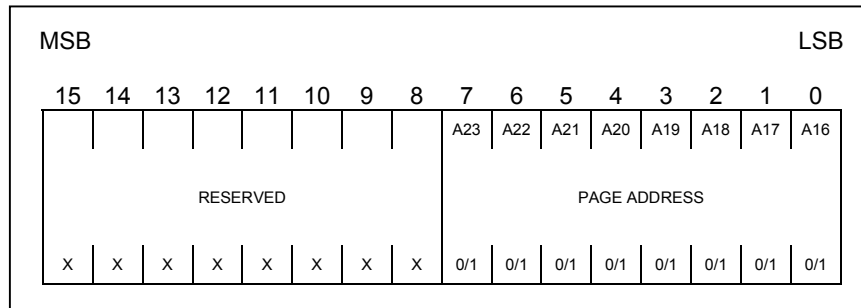 MSB LSB
15 14 13 12 11 10 9 8 7 6 5 4 3 2 1 0
A23 A22 A21 A20 A19 A18 A17 A16
RESERVED PAGE ADDRESS
X X X X X X X X 0/1 0/1 0/1 0/1 0/1 0/1 0/1 0/1